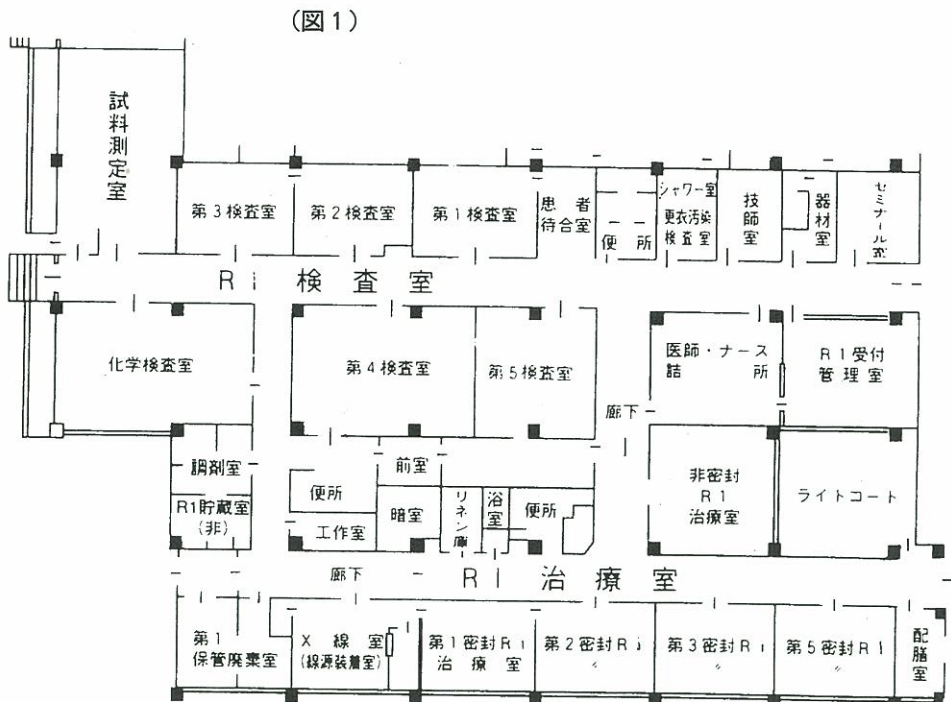 (図1)
試料測定室
第3検査室
第2検査室
第1検査室
患者
待合室
便所
シャワー室
更衣汚染
検査室
技師室
器材室
セミナール室
Ri 検査室
化学検査室
第4検査室
第5検査室
医師・ナース
詰所
R1受付
管理室
廊下
調剤室
前室
便所
R1貯蔵室
(非)
工作室
暗室
リネン庫
浴室
便所
非密封
R1
治療室
ライトコート
廊下
RI 治療室
第1
保管廃棄室
X線室
(線源装着室)
第1密封Ri
治療室
第2密封Ri
〃
第3密封Ri
〃
第5密封R1
〃
配膳室